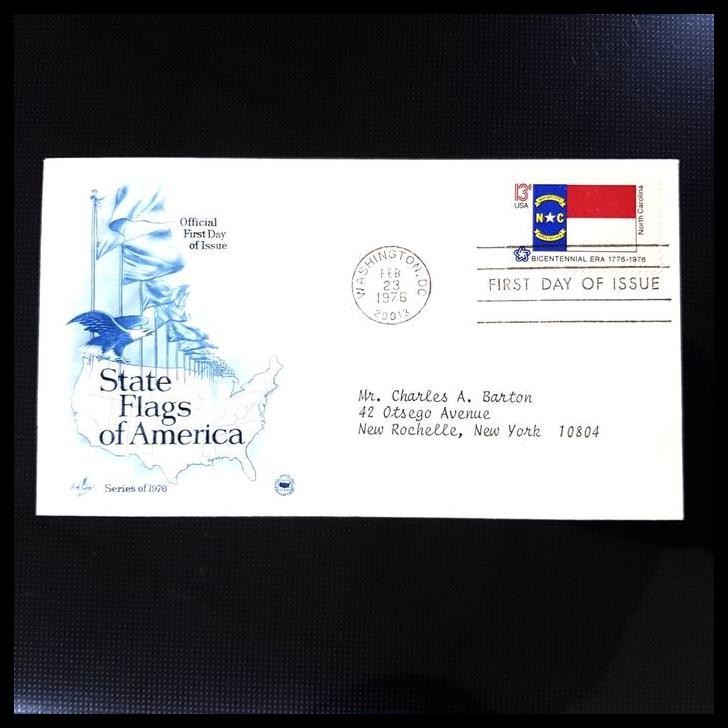 Official
First Day
of Issue
State
Flags
of America
Series of 1976
WASHINGTON, DC
FEB
23
1976
20013
13c
USA
N C
North Carolina
BICENTENNIAL ERA 1776-1976
FIRST DAY OF ISSUE
Mr. Charles A. Barton
42 Otsego Avenue
New Rochelle, New York 10804